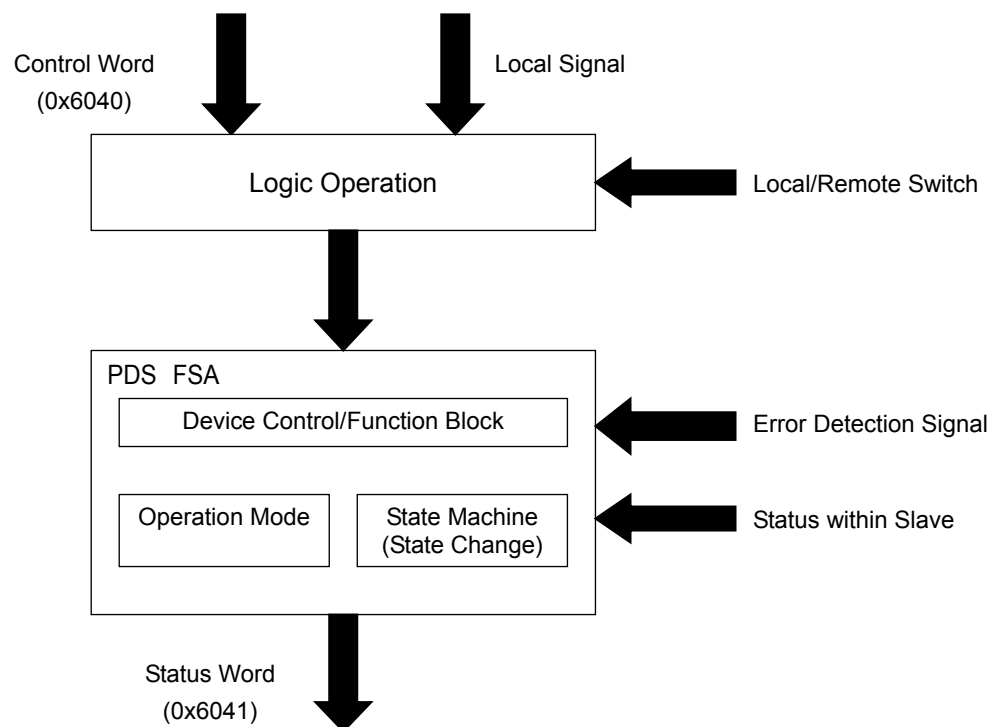 Control Word
(0x6040)
Local Signal
Logic Operation
Local/Remote Switch
PDS FSA
Device Control/Function Block
Error Detection Signal
Operation Mode
State Machine
(State Change)
Status within Slave
Status Word
(0x6041)